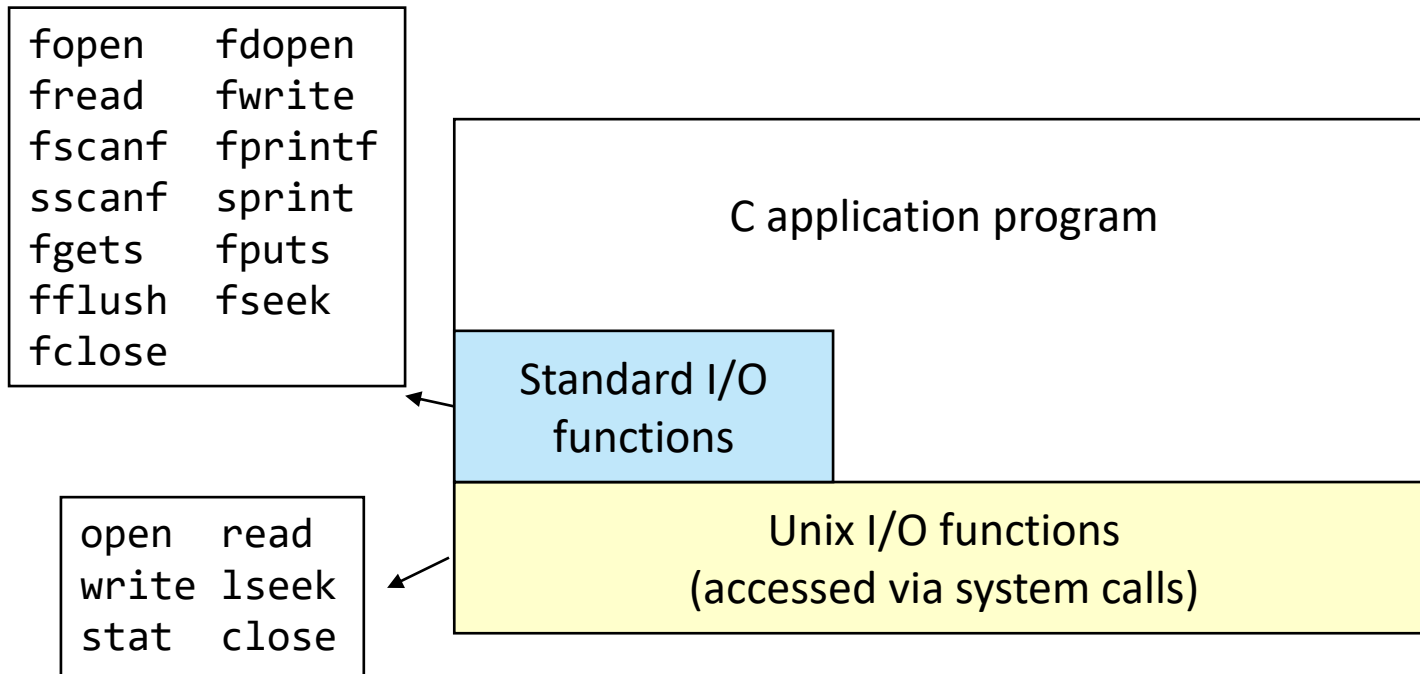 fopen fdopen
fread fwrite
fscanf fprintf
sscanf sprint
fgets fputs
fflush fseek
fclose
C application program
Standard I/O
functions
open read
write lseek
stat close
Unix I/O functions
(accessed via system calls)